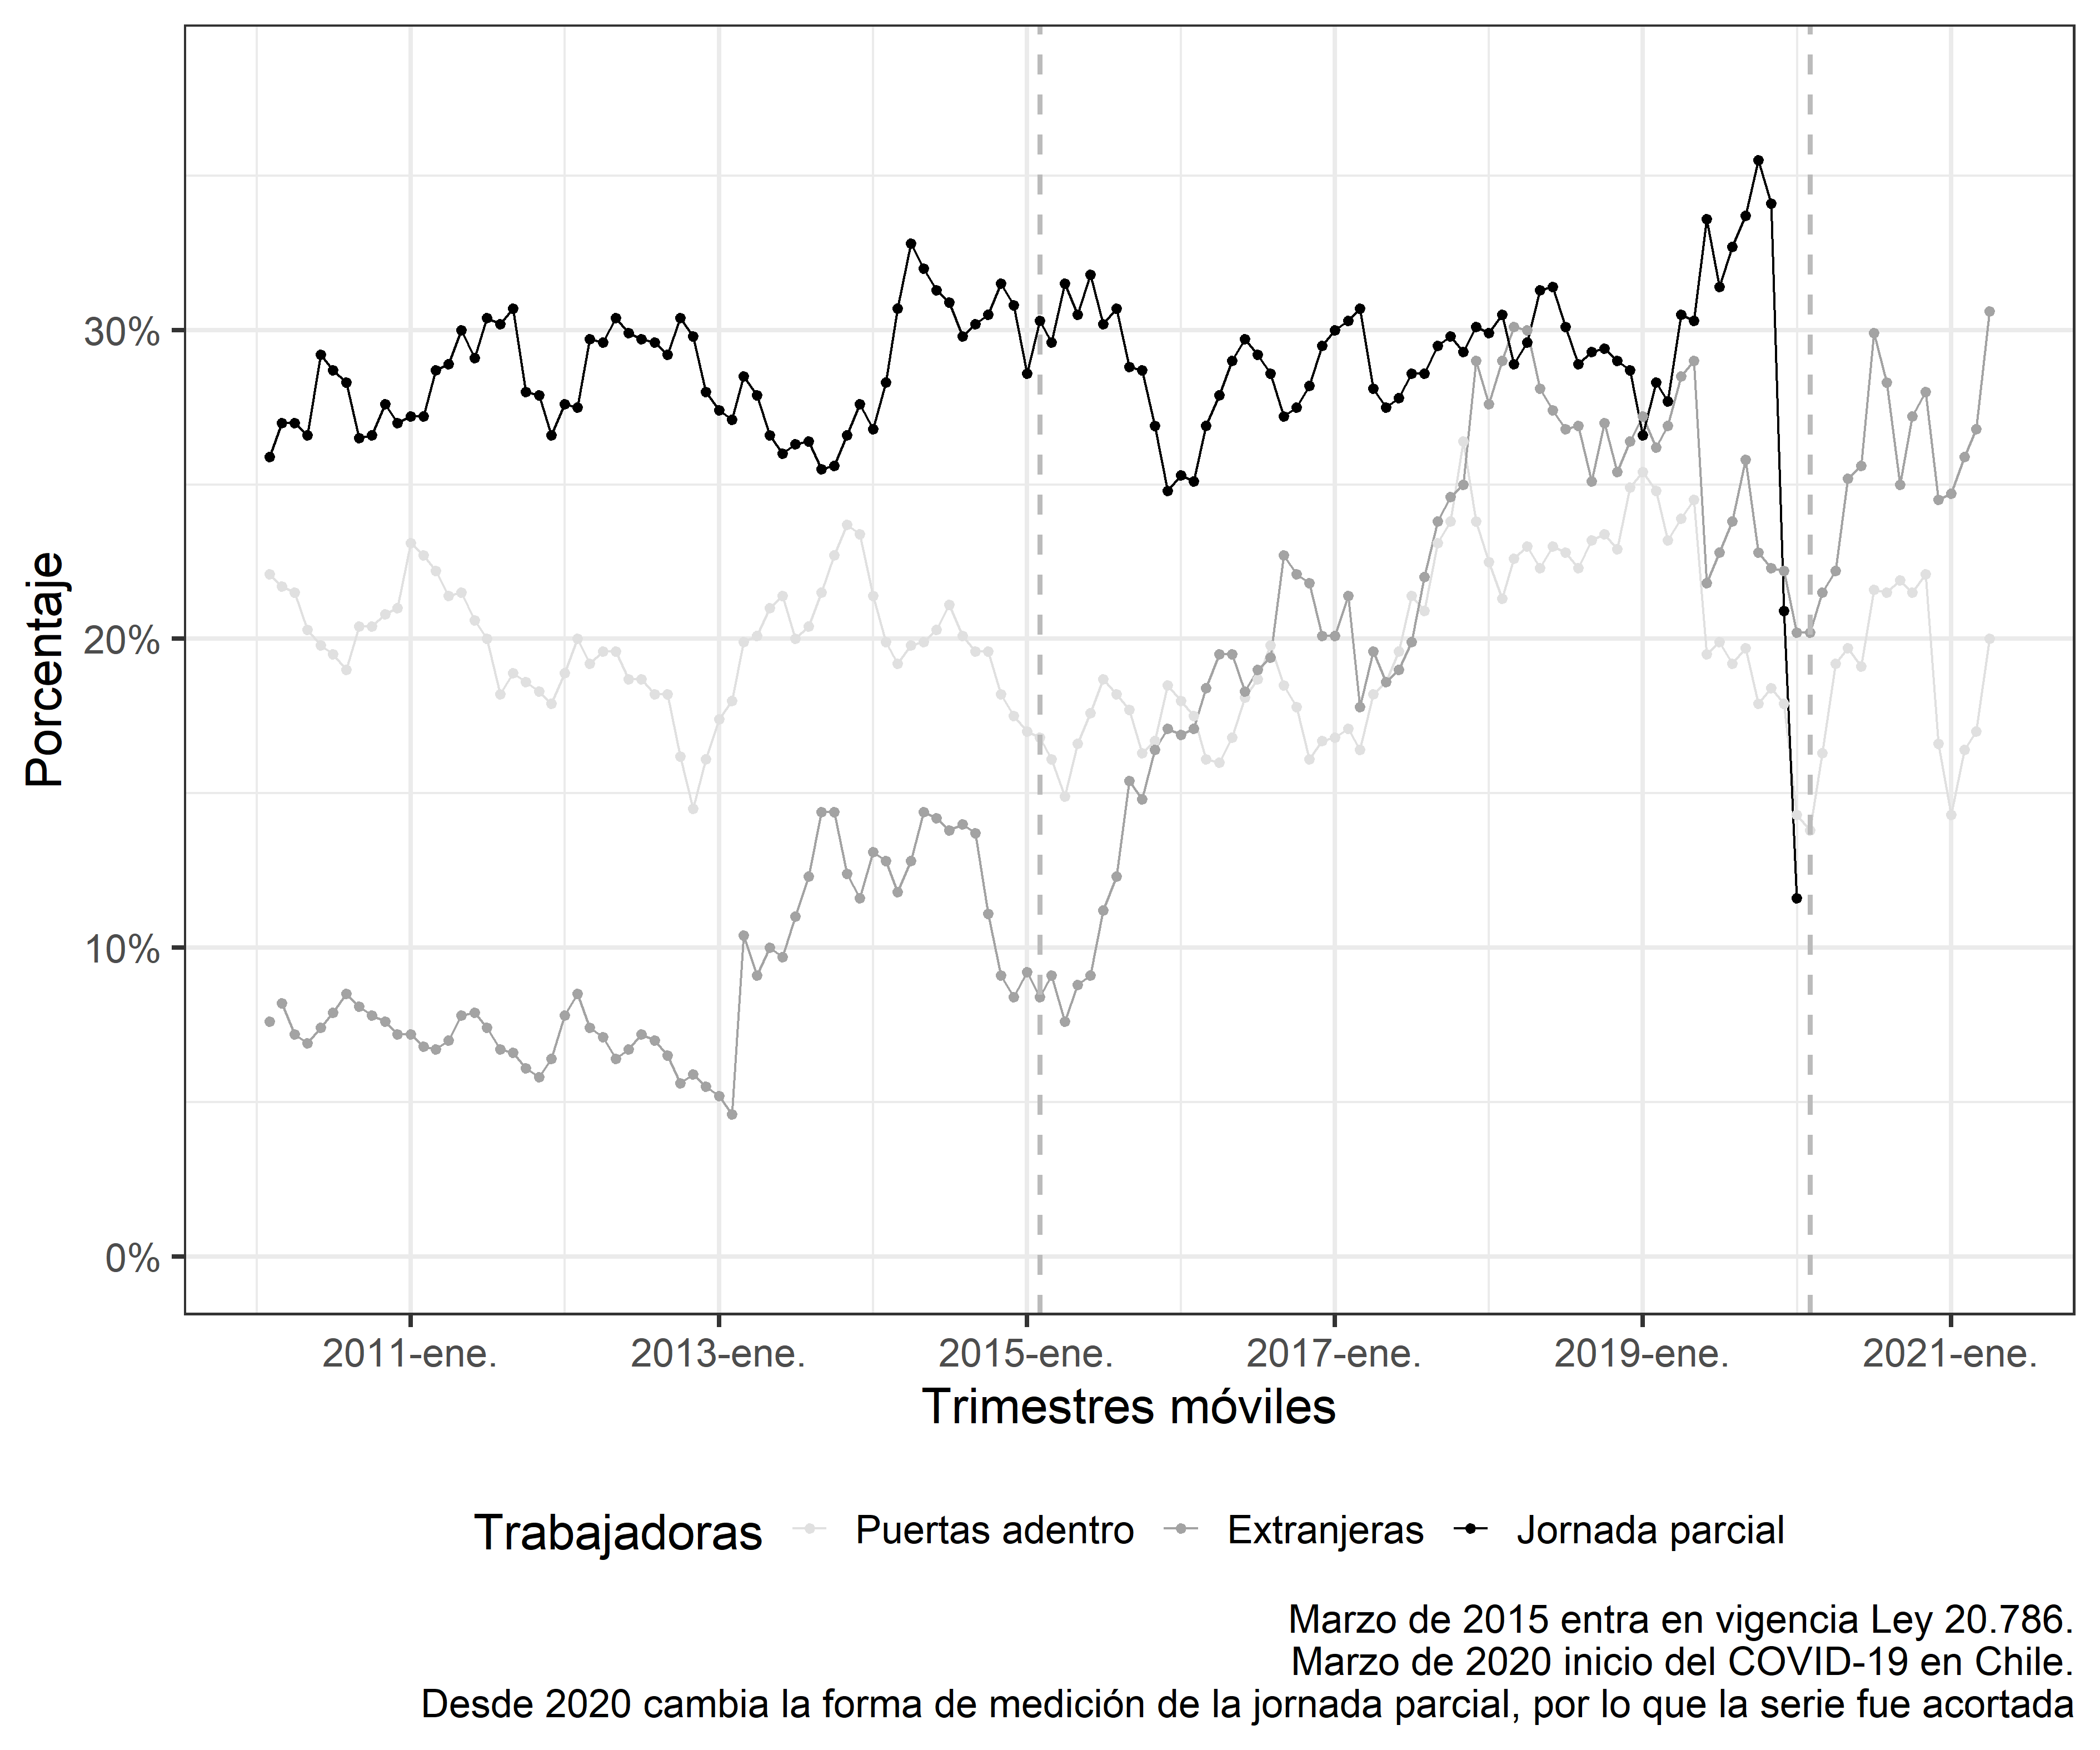 Porcentaje
30%
20%
10%
0%
2011-ene.
2013-ene.
2015-ene.
2017-ene.
2019-ene.
2021-ene.
Trimestres móviles
Trabajadoras
Puertas adentro
Extranjeras
Jornada parcial
Marzo de 2015 entra en vigencia Ley 20.786.
Marzo de 2020 inicio del COVID-19 en Chile.
Desde 2020 cambia la forma de medición de la jornada parcial, por lo que la serie fue acortada